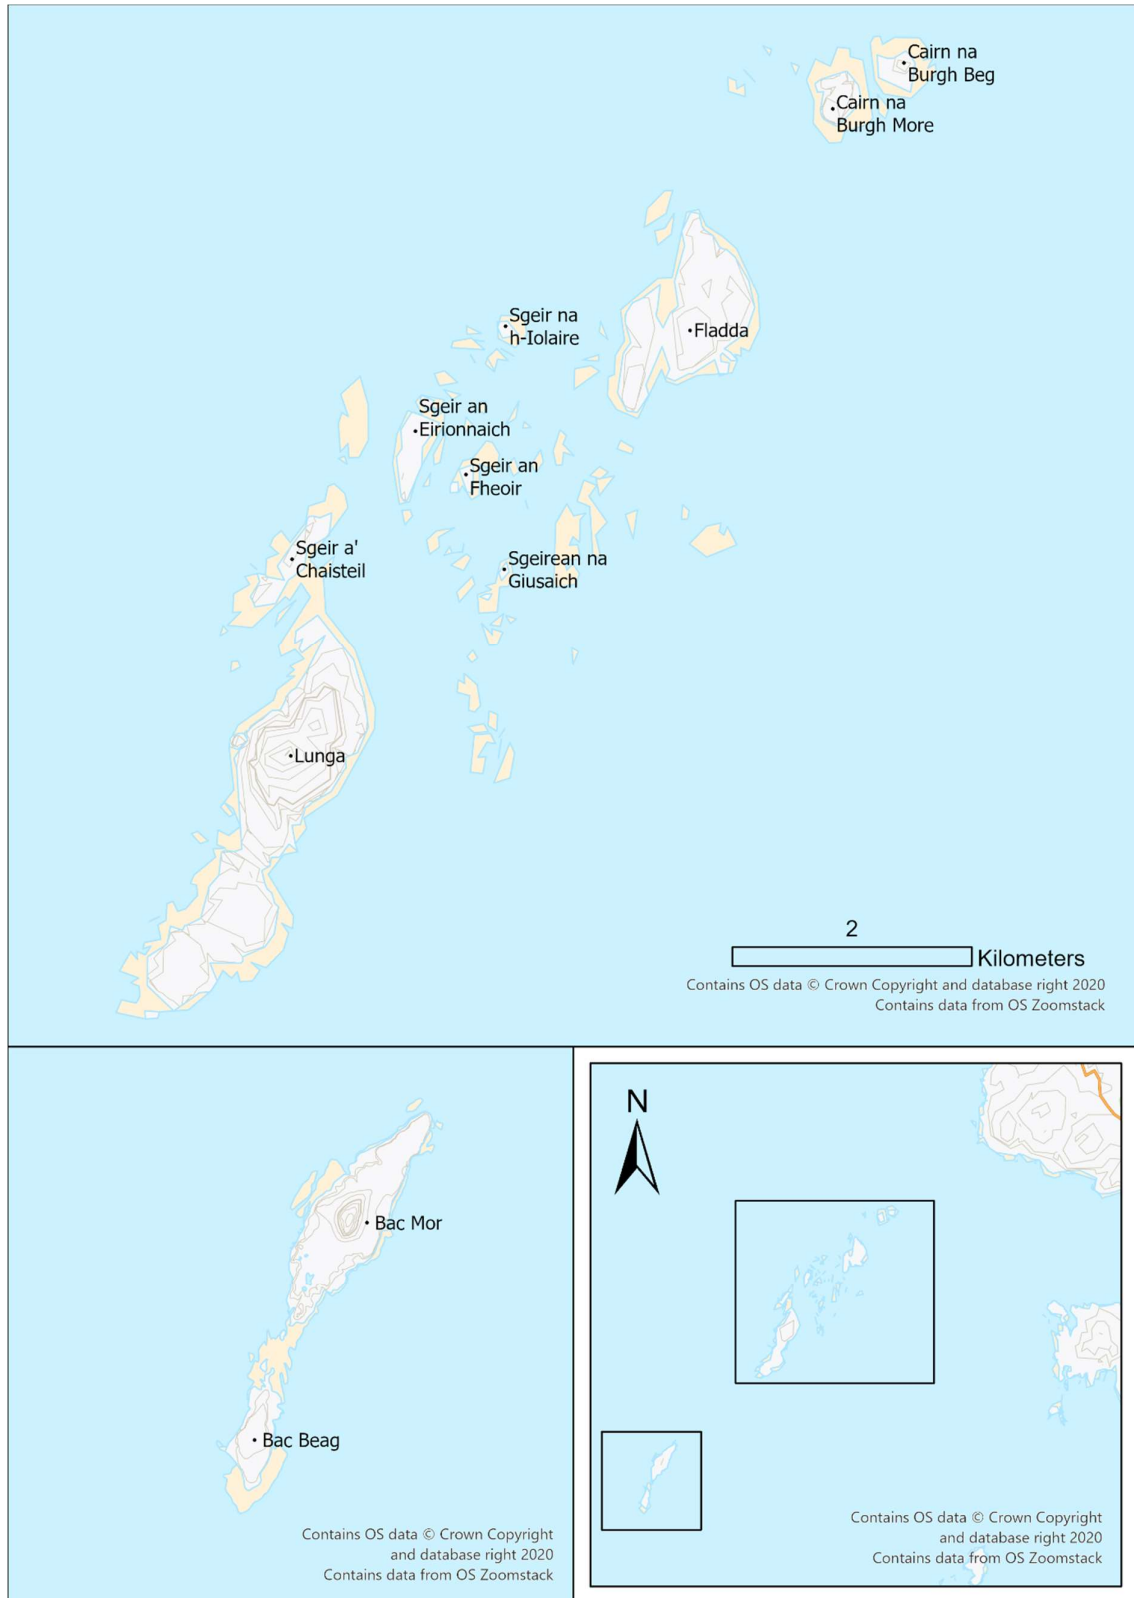 Cairn na
Burgh Beg
Cairn na
Burgh More
Sgeir na
h-Iolaire
Fladda
Sgeir an
Eirionnaich
Sgeir an
Fheoir
Sgeir a'
Chaisteil
Sgeirean na
Giusaich
Lunga
2
Kilometers
Contains OS data © Crown Copyright and database right 2020
Contains data from OS Zoomstack
Bac Mor
Bac Beag
Contains OS data © Crown Copyright
and database right 2020
Contains data from OS Zoomstack
N
Contains OS data © Crown Copyright
and database right 2020
Contains data from OS Zoomstack